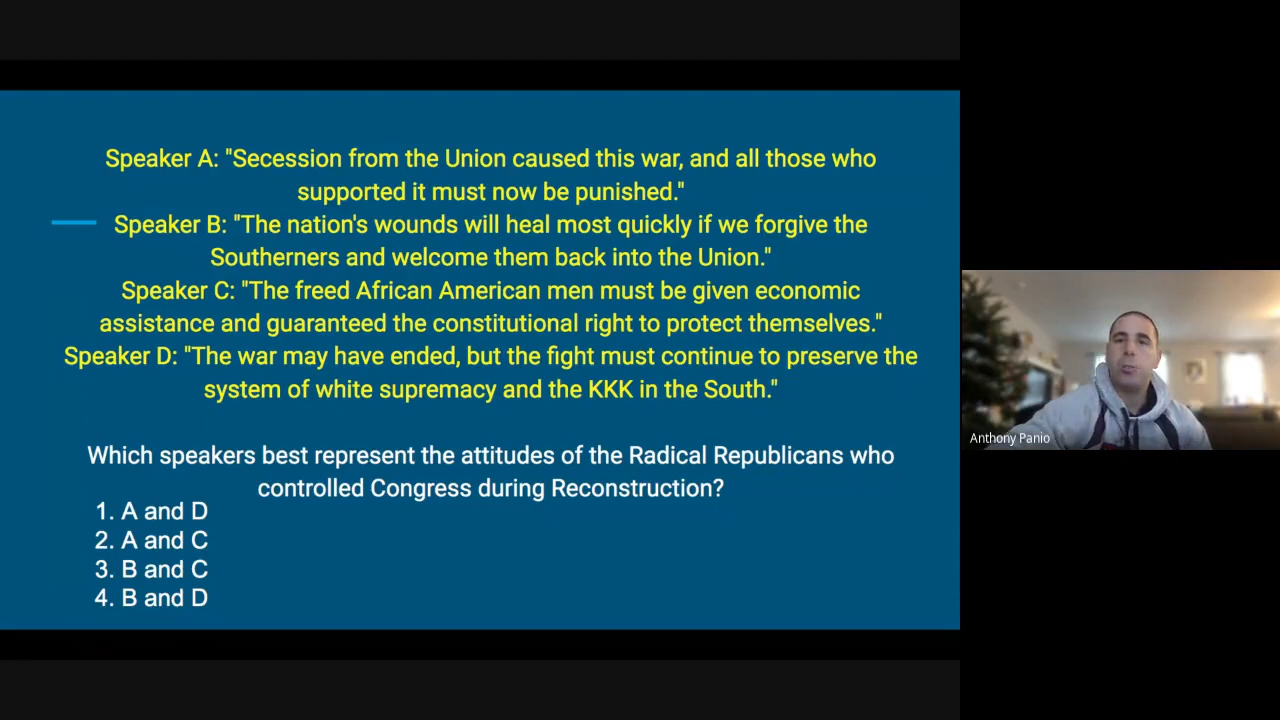 Speaker A: "Secession from the Union caused this war, and all those who
supported it must now be punished."
Speaker B: "The nation's wounds will heal most quickly if we forgive the
Southerners and welcome them back into the Union."
Speaker C: "The freed African American men must be given economic
assistance and guaranteed the constitutional right to protect themselves."
Speaker D: "The war may have ended, but the fight must continue to preserve the
system of white supremacy and the KKK in the South."
Which speakers best represent the attitudes of the Radical Republicans who
controlled Congress during Reconstruction?
1. A and D
2. A and C
3. B and C
4. B and D
Anthony Panio